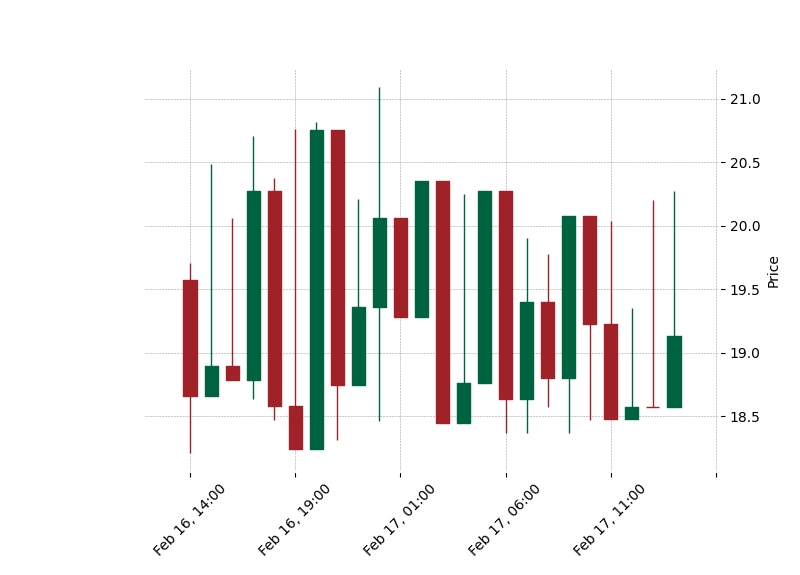 21.0
20.5
20.0
19.5
19.0
18.5
Price
Feb 16, 14:00
Feb 16, 19:00
Feb 17, 01:00
Feb 17, 06:00
Feb 17, 11:00